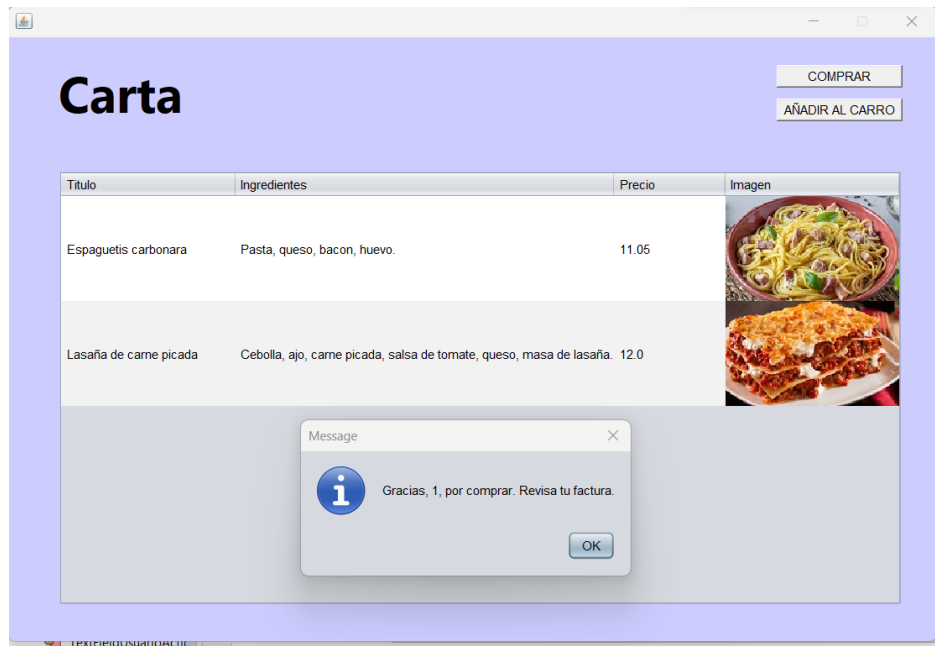 Carta
COMPRAR
AÑADIR AL CARRO
Titulo Ingredientes Precio Imagen
Espaguetis carbonara Pasta, queso, bacon, huevo. 11.05
Lasaña de carne picada Cebolla, ajo, carne picada, salsa de tomate, queso, masa de lasaña. 12.0
Message
Gracias, 1, por comprar. Revisa tu factura.
OK